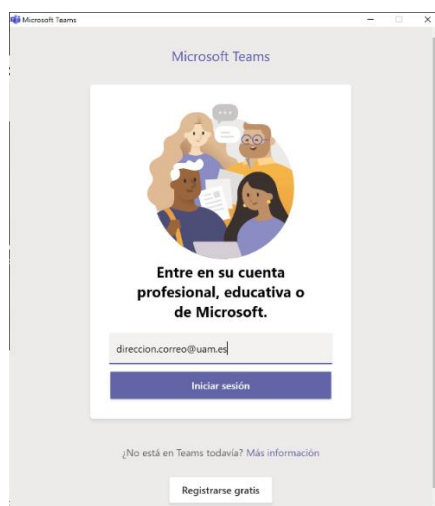 Microsoft Teams
Microsoft Teams
Entre en su cuenta
profesional, educativa o
de Microsoft.
direccion.correo@uam.es
Iniciar sesión
¿No está en Teams todavía? Más información
Registrarse gratis